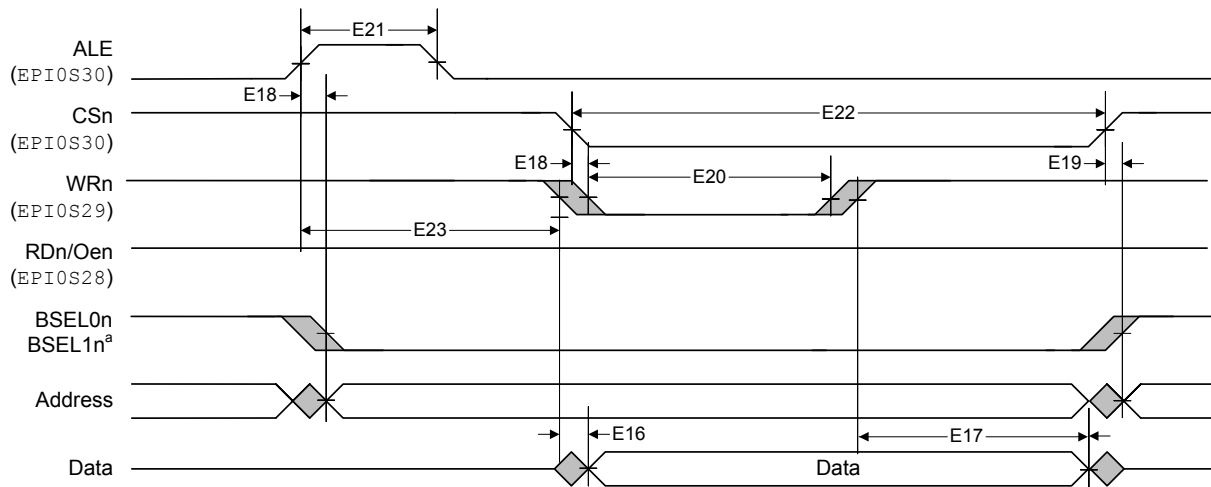 E21
ALE
(EPI0S30)
E18
CSn
E22
(EPI0S30)
E18
E19
WRn
E20
(EPI0S29)
E23
RDn/Oen
(EPI0S28)
BSEL0n
BSEL1nᵃ
Address
E16
E17
Data
Data